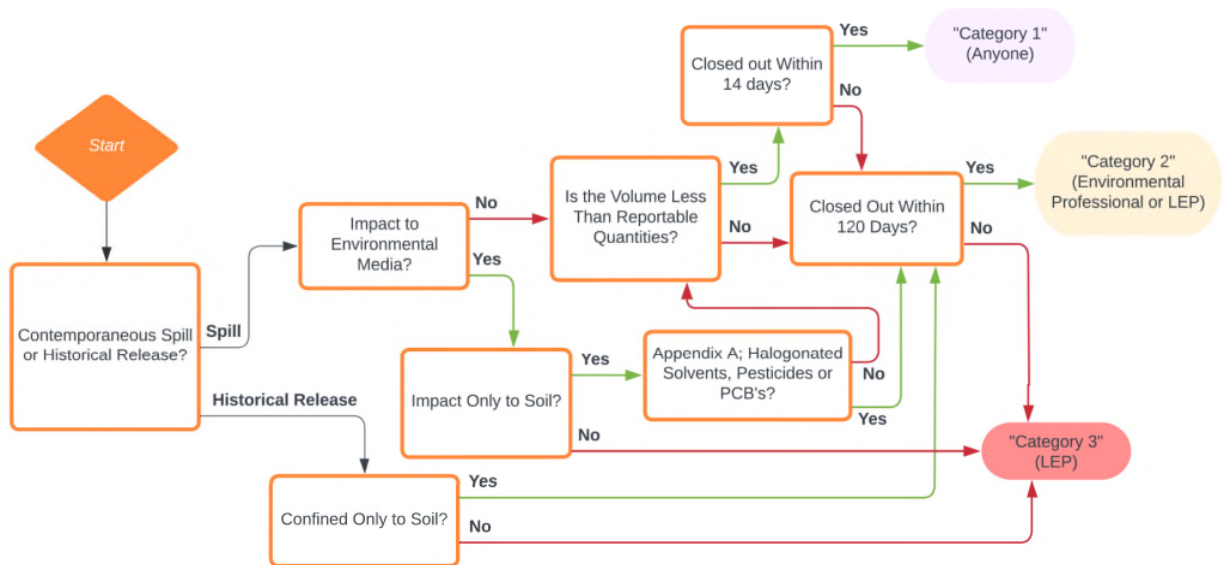 Start
Contemporaneous Spill
or Historical Release?
Spill
Historical Release
Impact to
Environmental
Media?
No
Yes
Is the Volume Less
Than Reportable
Quantities?
Yes
No
Closed out Within
14 days?
Yes
No
"Category 1"
(Anyone)
Closed Out Within
120 Days?
Yes
No
"Category 2"
(Environmental
Professional or LEP)
Impact Only to Soil?
Yes
No
Appendix A; Halogonated
Solvents, Pesticides or
PCB's?
No
Yes
Confined Only to Soil?
Yes
No
"Category 3"
(LEP)